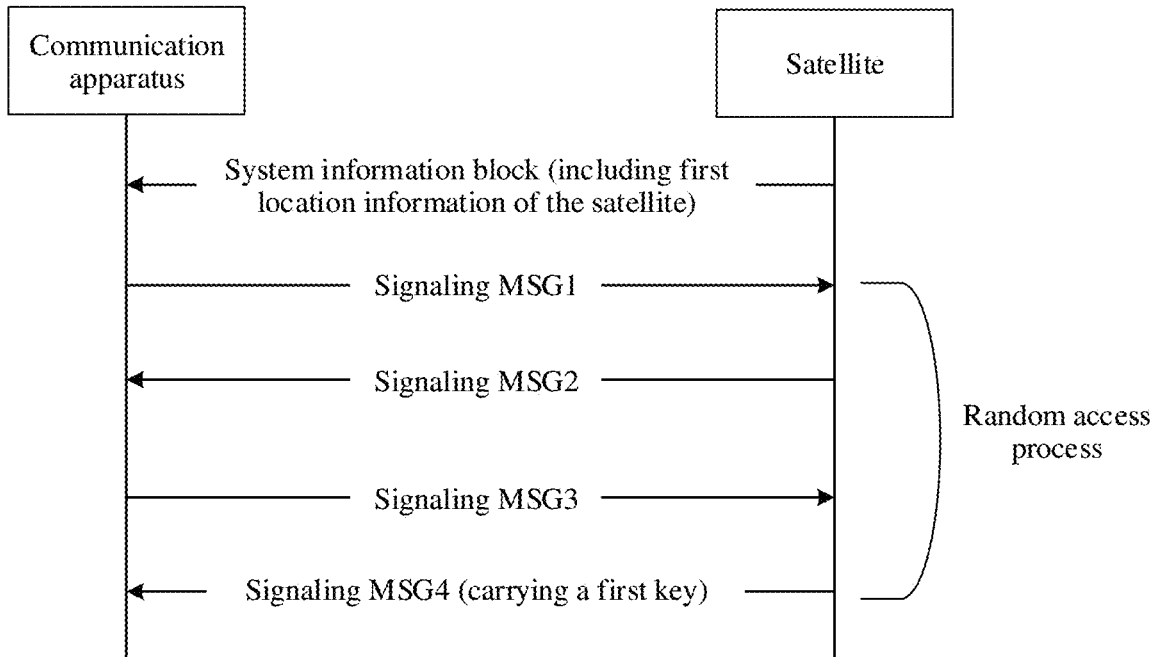 Communication
apparatus
Satellite
System information block (including first
location information of the satellite)
Signaling MSG1
Signaling MSG2
Random access
process
Signaling MSG3
Signaling MSG4 (carrying a first key)